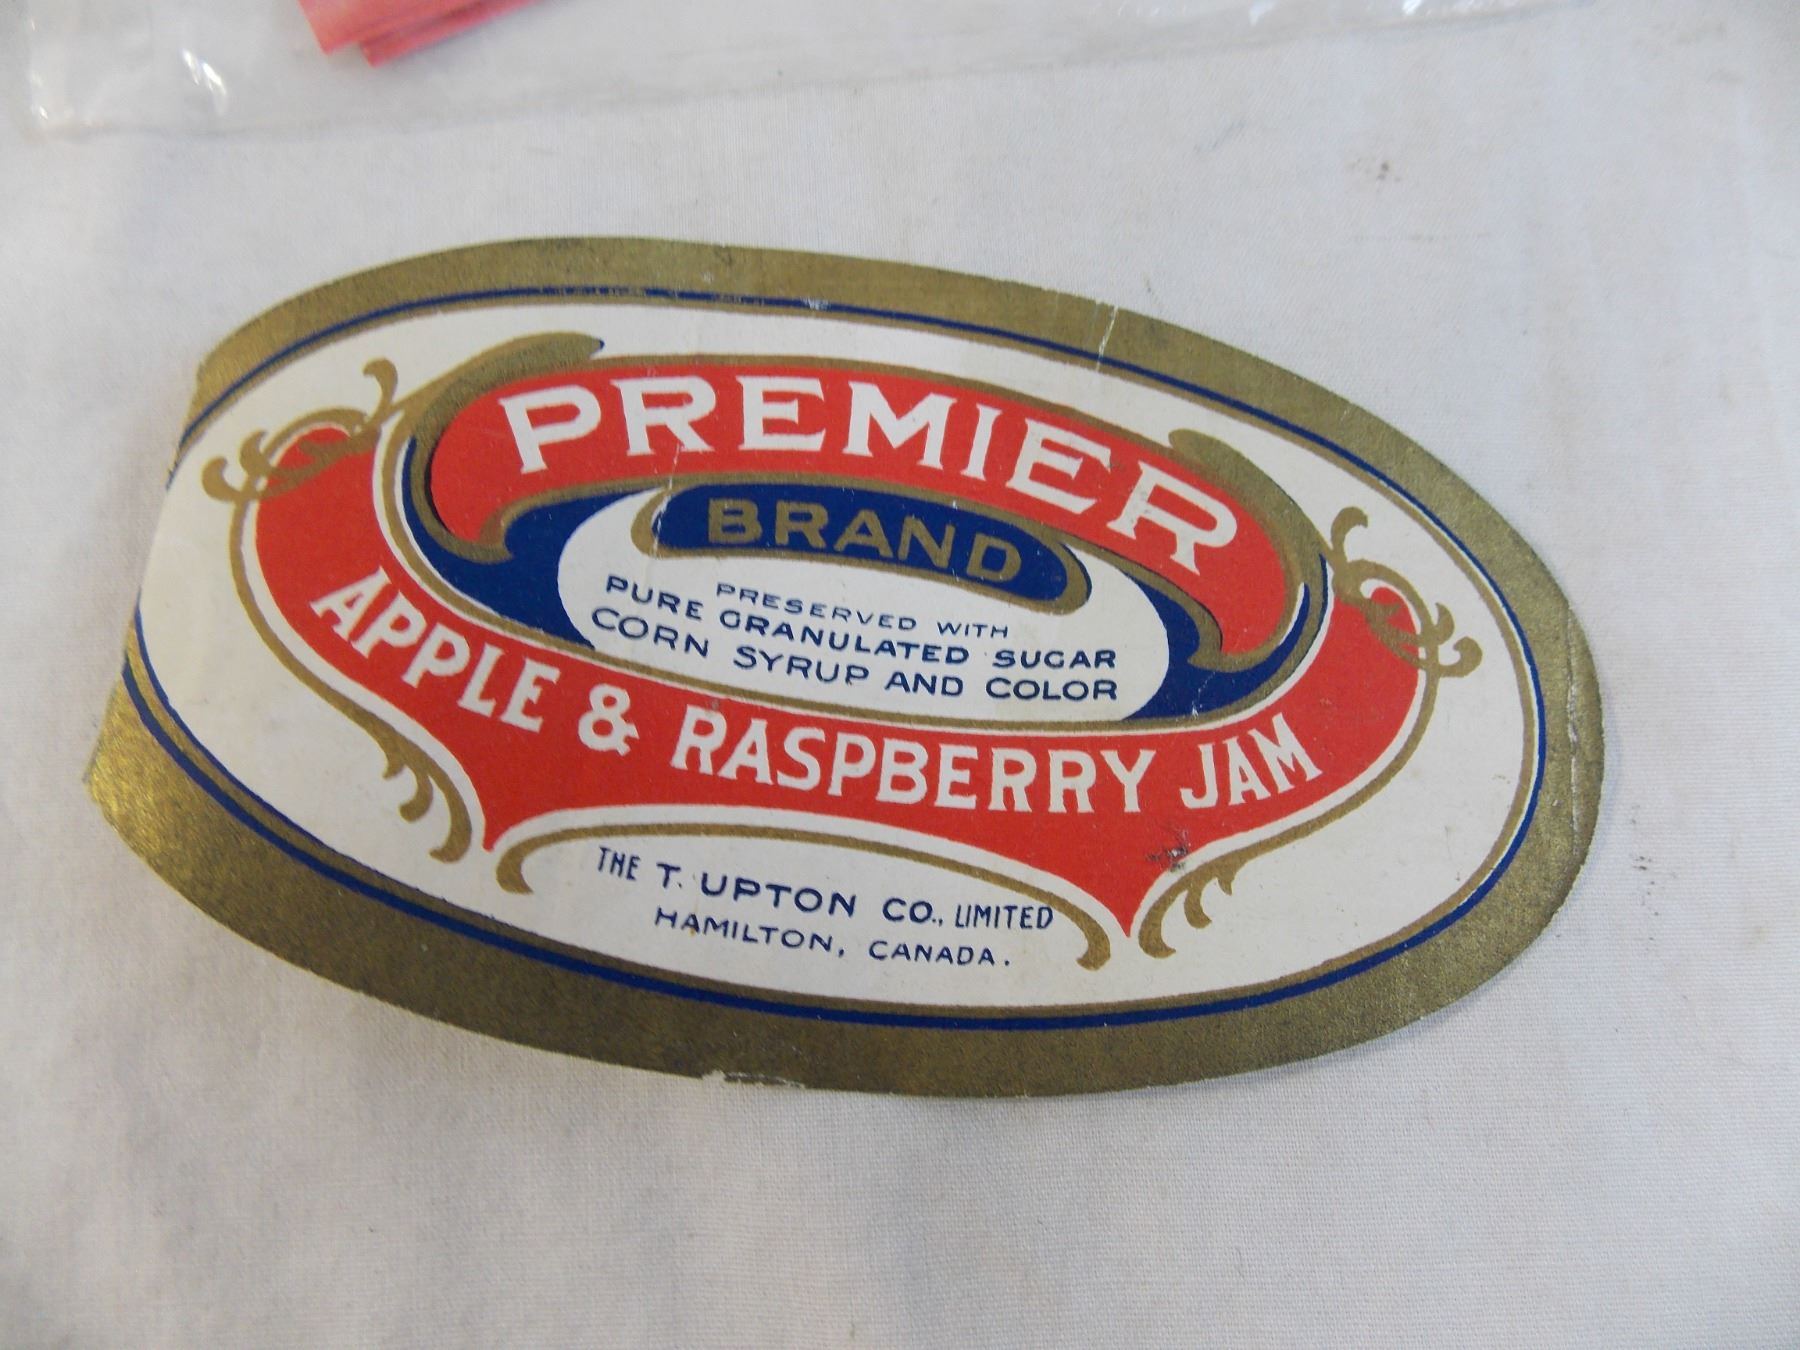 PREMIER
BRAND
PRESERVED WITH
PURE GRANULATED SUGAR
CORN SYRUP AND COLOR
APPLE & RASPBERRY JAM
THE T. UPTON CO., LIMITED
HAMILTON, CANADA.